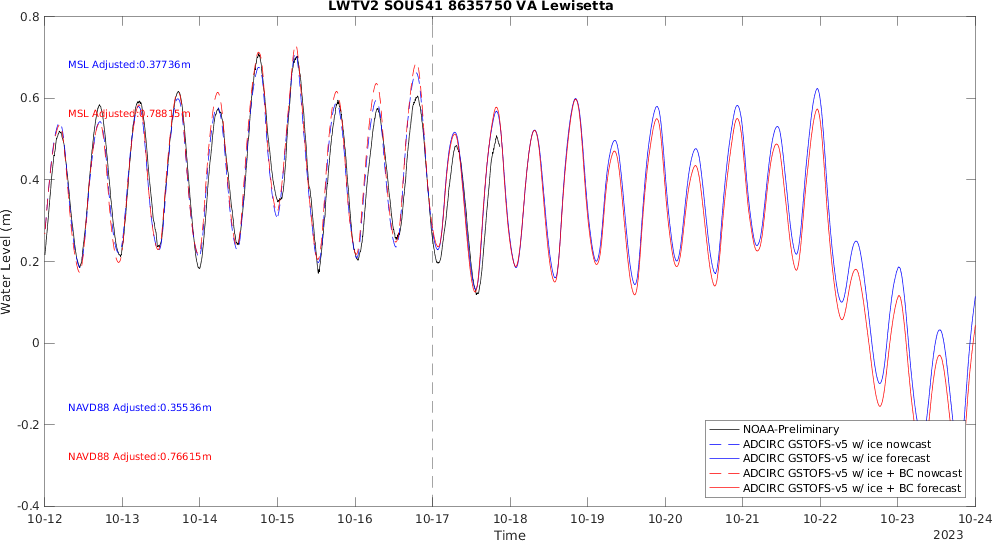 LWTV2 SOUS41 8635750 VA Lewisetta
0.8
0.6
0.4
0.2
0
-0.2
-0.4
Water Level (m)
MSL Adjusted:0.37736m
MSL Adjusted:0.78815m
NAVD88 Adjusted:0.35536m
NAVD88 Adjusted:0.76615m
NOAA-Preliminary
ADCIRC GSTOFS-v5 w/ ice nowcast
ADCIRC GSTOFS-v5 w/ ice forecast
ADCIRC GSTOFS-v5 w/ ice + BC nowcast
ADCIRC GSTOFS-v5 w/ ice + BC forecast
10-12 10-13 10-14 10-15 10-16 10-17 10-18 10-19 10-20 10-21 10-22 10-23 10-24
Time
2023